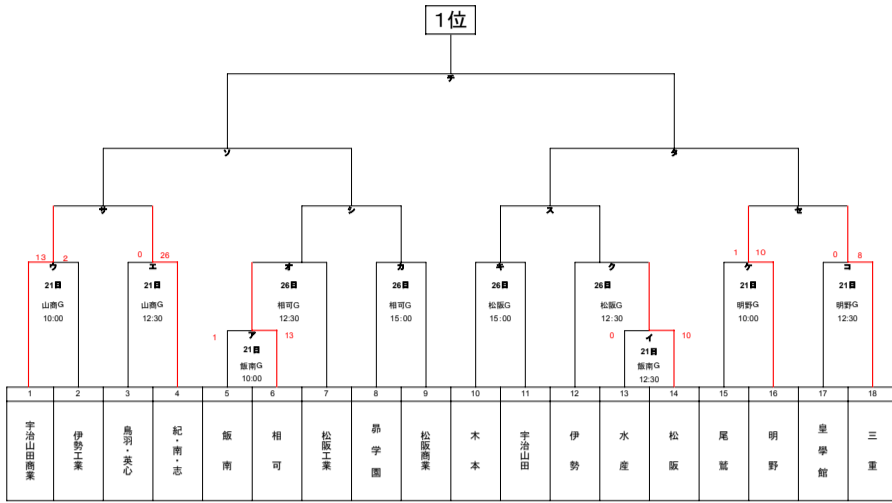 1位
テ
ソ
タ
サ
シ
ス
セ
13 2
0 26
1 10
0 8
ウ
エ
オ
カ
キ
ク
ケ
コ
21日
21日
26日
26日
26日
26日
21日
21日
山商G
山商G
相可G
相可G
松阪G
松阪G
明野G
明野G
10:00
12:30
12:30
15:00
15:00
12:30
10:00
12:30
1 13
0 10
ア
イ
21日
21日
飯南G
飯南G
10:00
12:30
1 2 3 4 5 6 7 8 9 10 11 12 13 14 15 16 17 18
宇治山田商業
伊勢工業
鳥羽・英心
紀・南・志
飯南
相可
松阪工業
昴学園
松阪商業
木本
宇治山田
伊勢
水産
松阪
尾鷲
明野
皇學館
三重